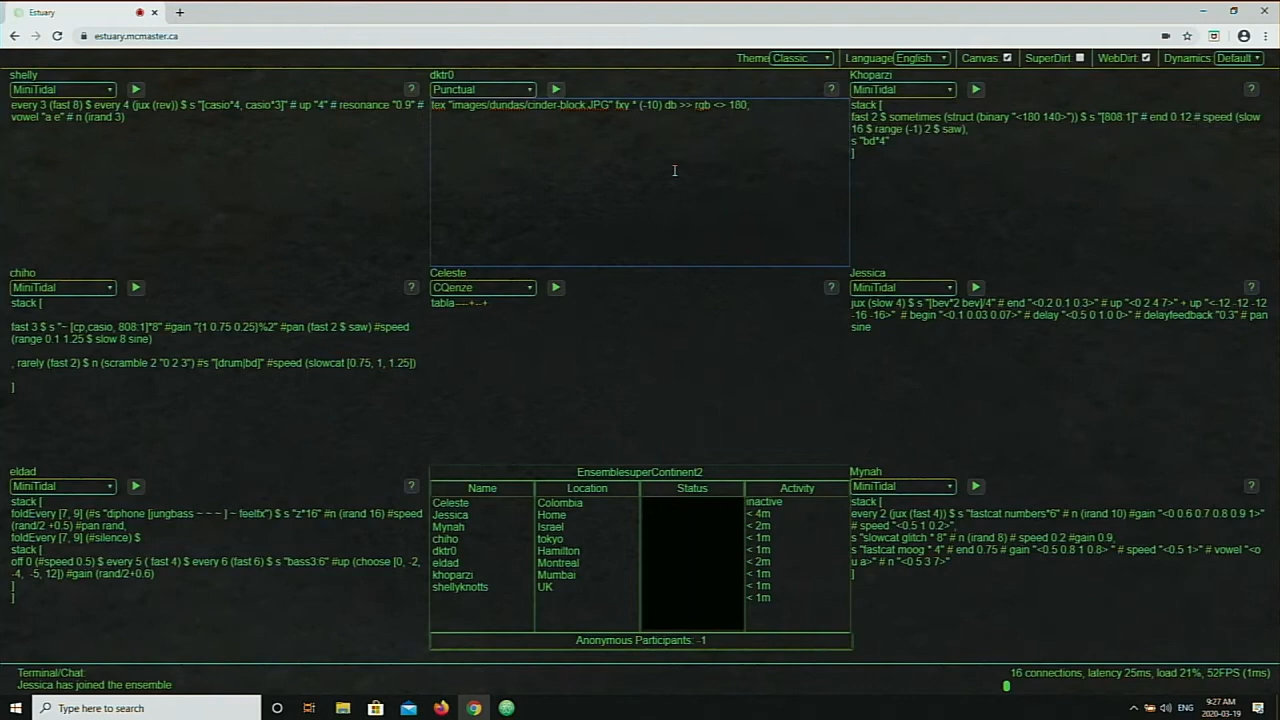 Estuary
estuary.mcmaster.ca
Theme Classic Language English Canvas: SuperDirt: WebDirt: Dynamics: Default
shelly
MiniTidal
?
every 3 (fast 8) $ every 4 (jux (rev)) $ s "[casio*4, casio*3]" # up "4" # resonance "0.9" #
vowel "a e" # n (irand 3)
dktr0
Punctual
?
tex "images/dundas/cinder-block.JPG" fxy * (-10) db >> rgb <> 180;
Khoparzi
MiniTidal
?
stack [
fast 2 $ sometimes (struct (binary "<180 140>")) $ s "[808:1]" # end 0.12 # speed (slow
16 $ range (-1) 2 $ saw),
s "bd*4"
]
chiho
MiniTidal
?
stack [
fast 3 $ s "~ [cp,casio, 808:1]*8" #gain "{1 0.75 0.25}%2" #pan (fast 2 $ saw) #speed
(range 0.1 1.25 $ slow 8 sine)
, rarely (fast 2) $ n (scramble 2 "0 2 3") #s "[drum|bd]" #speed (slowcat [0.75, 1, 1.25])
]
Celeste
CQenze
?
tabla----+--+
Jessica
MiniTidal
?
jux (slow 4) $ s "[bev*2 bev]/4" # end "<0.2 0.1 0.3>" # up "<0 2 4 7>" + up "<-12 -12 -12
-16 -16>" # begin "<0.1 0.03 0.07>" # delay "<0.5 0 1.0 0>" # delayfeedback "0.3" # pan
sine
eldad
MiniTidal
?
stack [
foldEvery [7, 9] (#s "diphone [jungbass ~ ~ ~ ] ~ feelfx") $ s "z*16" #n (irand 16) #speed
(rand/2 +0.5) #pan rand,
foldEvery [7, 9] (#silence) $
stack [
off 0 (#speed 0.5) $ every 5 ( fast 4) $ every 6 (fast 6) $ s "bass3:6" #up (choose [0, -2,
-4, -5, 12]) #gain (rand/2+0.6)
]
]
EnsemblesuperContinent2
Name Location Status Activity
Celeste Colombia inactive
Jessica Home < 4m
Mynah Israel < 2m
chiho tokyo < 1m
dktr0 Hamilton < 1m
eldad Montreal < 2m
khoparzi Mumbai < 1m
shellyknotts UK < 1m
< 1m
Anonymous Participants: -1
Mynah
MiniTidal
?
stack [
every 2 (jux (fast 4)) $ s "fastcat numbers*6" # n (irand 10) #gain "<0 0.6 0.7 0.8 0.9 1>"
# speed "<0.5 1 0.2>",
s "slowcat glitch * 8" # n (irand 8) # speed 0.2 #gain 0.9,
s "fastcat moog * 4" # end 0.75 # gain "<0.5 0.8 1 0.8> " # speed "<0.5 1>" # vowel "<o
u a>" # n "<0 5 3 7>"
]
Terminal/Chat:
Jessica has joined the ensemble
16 connections, latency 25ms, load 21%, 52FPS (1ms)
Type here to search
ENG
9:27 AM
2020-03-19